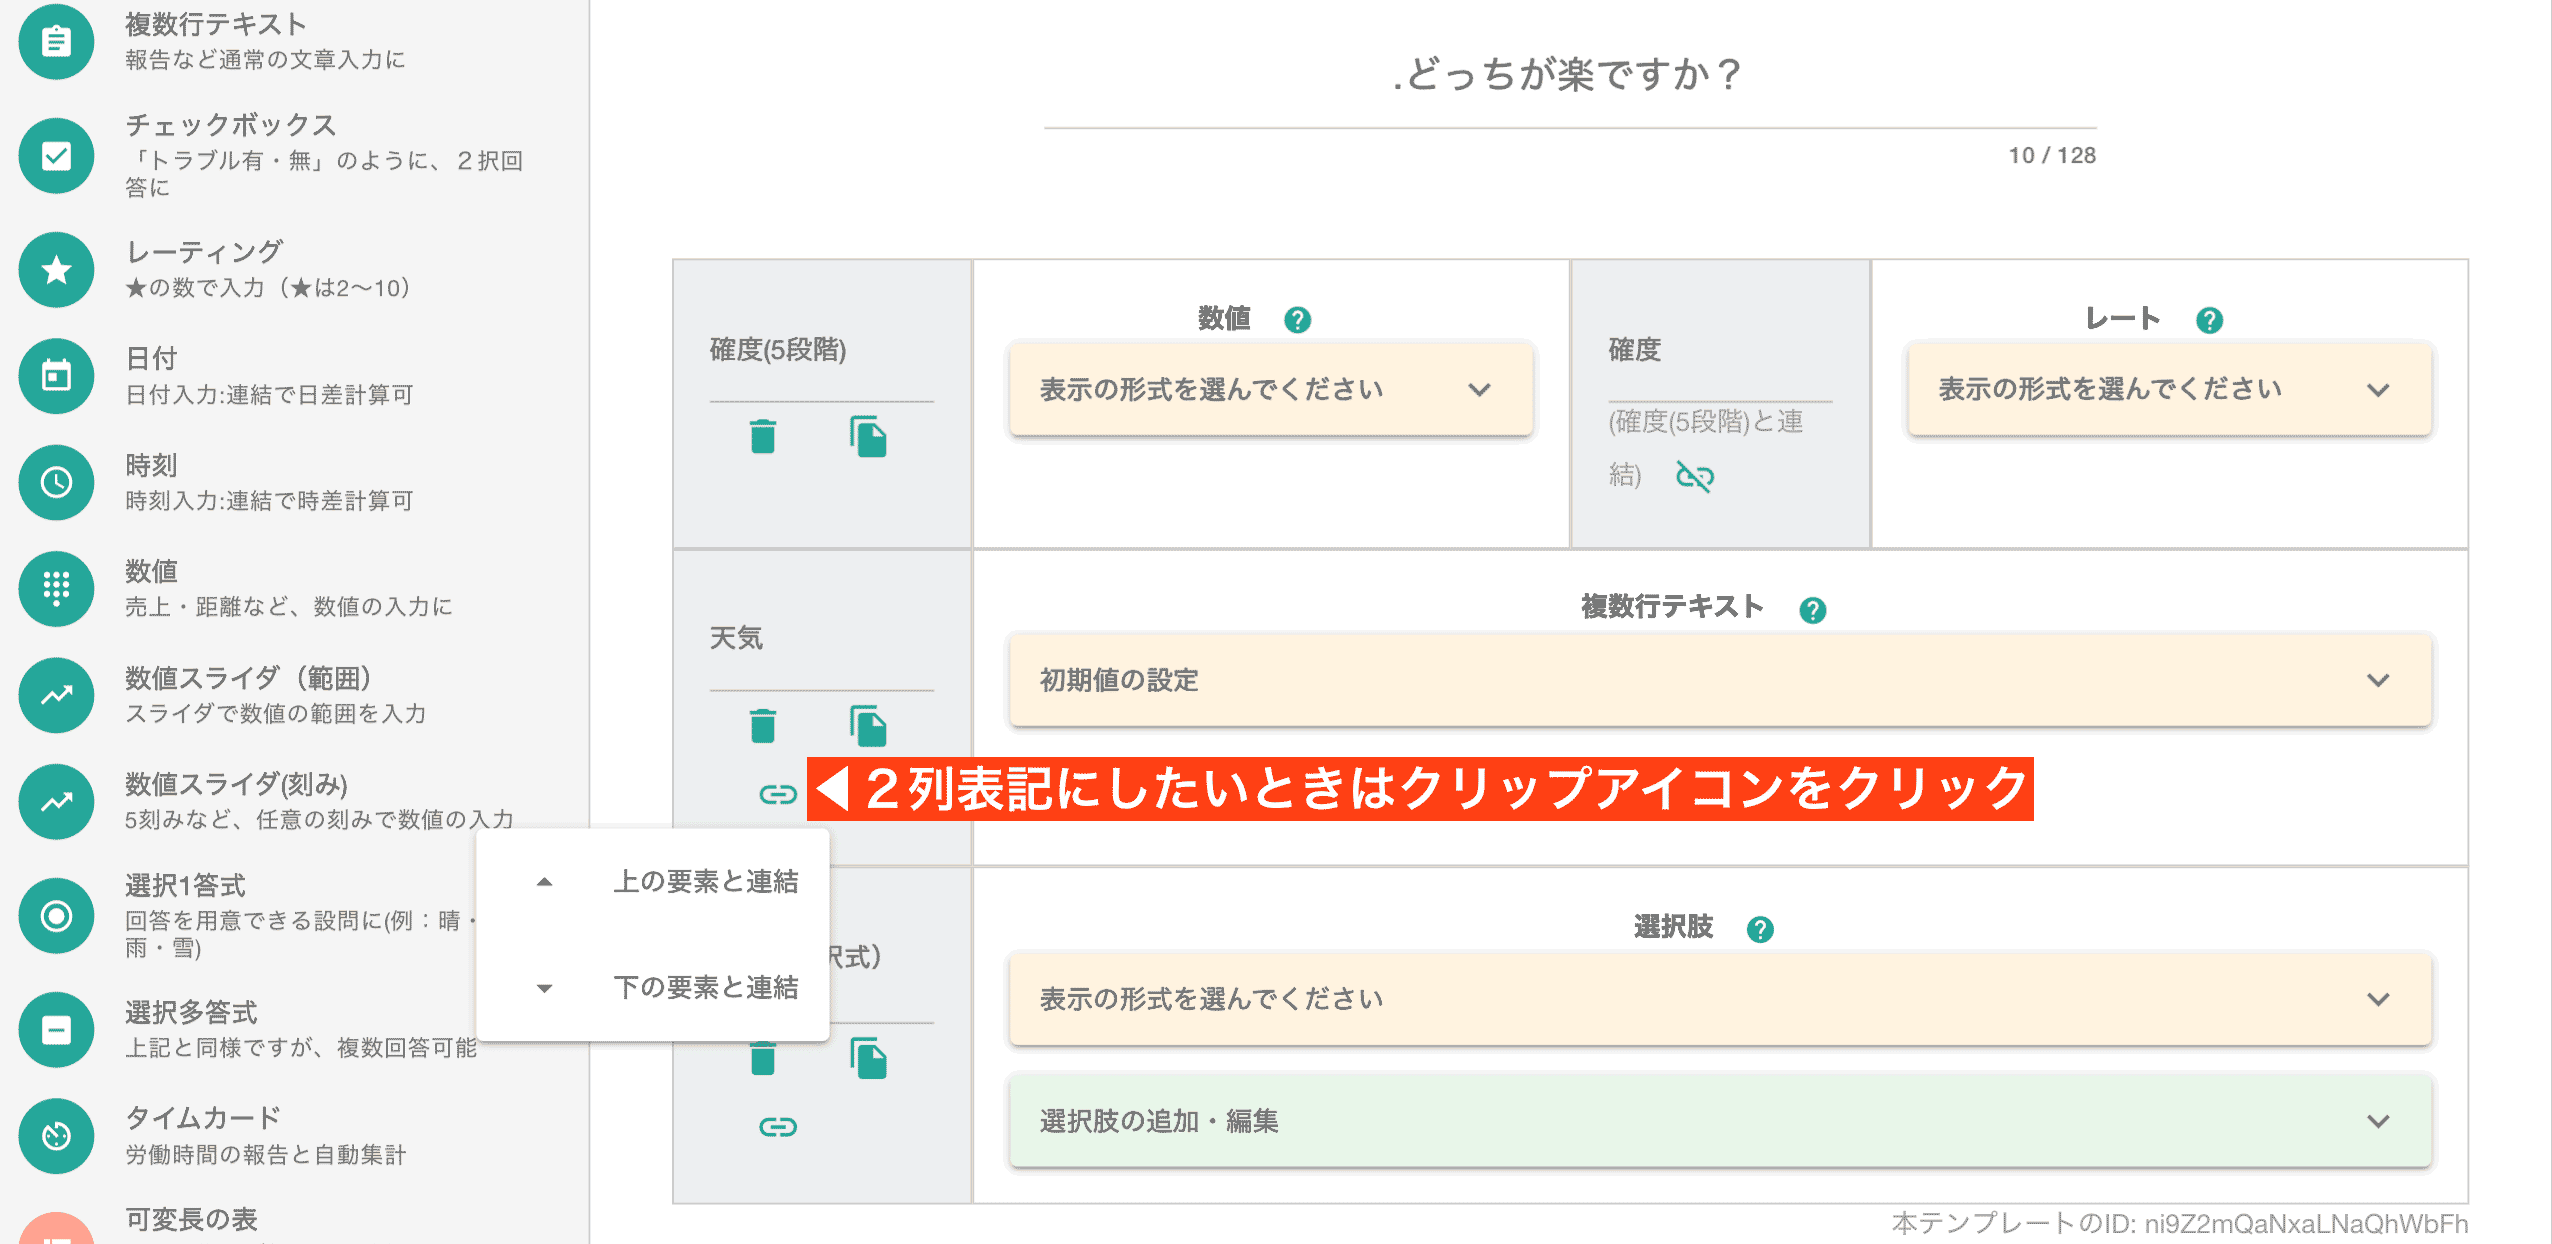 複数行テキスト
報告など通常の文章入力に
チェックボックス
「トラブル有・無」のように、２択回
答に
レーティング
★の数で入力（★は2〜10）
日付
日付入力:連結で日差計算可
時刻
時刻入力:連結で時差計算可
数値
売上・距離など、数値の入力に
数値スライダ（範囲）
スライダで数値の範囲を入力
数値スライダ(刻み)
5刻みなど、任意の刻みで数値の入力
選択1答式
回答を用意できる設問に(例：晴・
雨・雪)
選択多答式
上記と同様ですが、複数回答可能
タイムカード
労働時間の報告と自動集計
可変長の表
.どっちが楽ですか？
10 / 128
確度(5段階)
数値
表示の形式を選んでください
確度
(確度(5段階)と連
結)
レート
表示の形式を選んでください
天気
複数行テキスト
初期値の設定
◀２列表記にしたいときはクリップアイコンをクリック
上の要素と連結
下の要素と連結
択式）
選択肢
表示の形式を選んでください
選択肢の追加・編集
本テンプレートのID: ni9Z2mQaNxaLNaQhWbFh